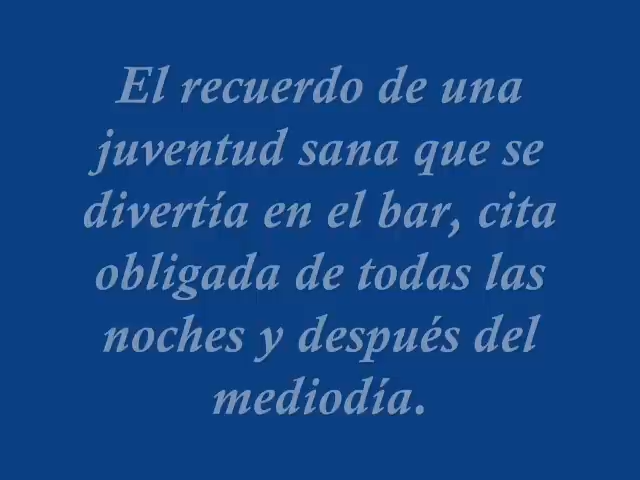 El recuerdo de una
juventud sana que se
divertía en el bar, cita
obligada de todas las
noches y después del
mediodía.